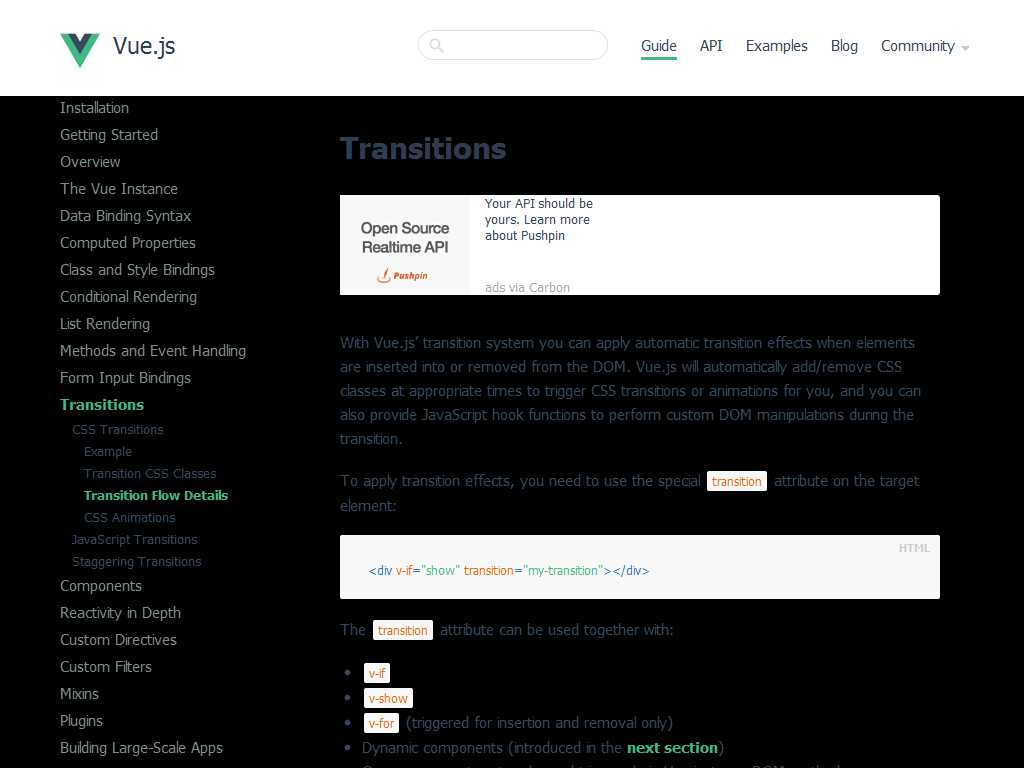 Vue.js
Guide
API
Examples
Blog
Community
Installation
Getting Started
Overview
The Vue Instance
Data Binding Syntax
Computed Properties
Class and Style Bindings
Conditional Rendering
List Rendering
Methods and Event Handling
Form Input Bindings
Transitions
CSS Transitions
Example
Transition CSS Classes
Transition Flow Details
CSS Animations
JavaScript Transitions
Staggering Transitions
Components
Reactivity in Depth
Custom Directives
Custom Filters
Mixins
Plugins
Building Large-Scale Apps
Transitions
Open Source
Realtime API
Pushpin
Your API should be
yours. Learn more
about Pushpin
ads via Carbon
With Vue.js’ transition system you can apply automatic transition effects when elements
are inserted into or removed from the DOM. Vue.js will automatically add/remove CSS
classes at appropriate times to trigger CSS transitions or animations for you, and you can
also provide JavaScript hook functions to perform custom DOM manipulations during the
transition.
To apply transition effects, you need to use the special transition attribute on the target
element:
HTML
<div v-if="show" transition="my-transition"></div>
The transition attribute can be used together with:
v-if
v-show
v-for (triggered for insertion and removal only)
Dynamic components (introduced in the next section)